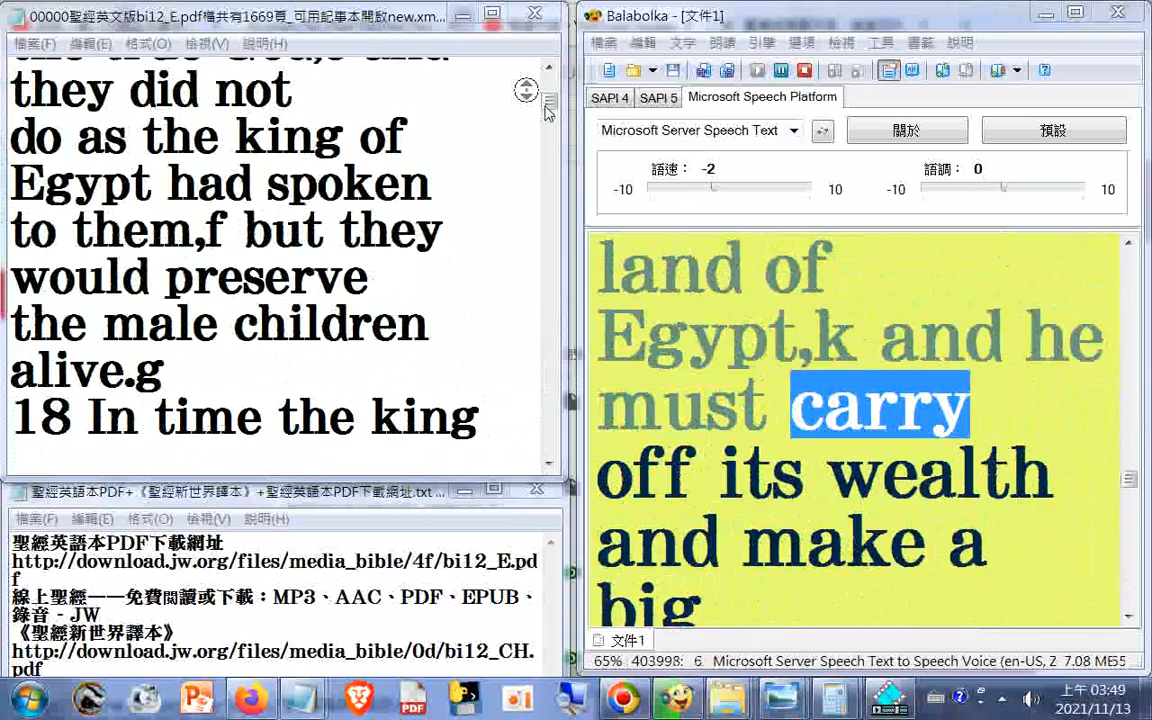 00000聖經英文版bi12_E.pdf檔共有1669頁_可用記事本開啟new.xm...
檔案(F) 編輯(E) 格式(O) 檢視(V) 說明(H)
they did not
do as the king of
Egypt had spoken
to them,f but they
would preserve
the male children
alive.g
18 In time the king
聖經英語本PDF+《聖經新世界譯本》+聖經英語本PDF下載網址.txt ...
檔案(F) 編輯(E) 格式(O) 檢視(V) 說明(H)
聖經英語本PDF下載網址
http://download.jw.org/files/media_bible/4f/bi12_E.pd
f
線上聖經——免費閱讀或下載：MP3、AAC、PDF、EPUB、
錄音 - JW
《聖經新世界譯本》
http://download.jw.org/files/media_bible/0d/bi12_CH.
pdf
Balabolka - [文件1]
檔案 編輯 文字 朗讀 引擎 選項 檢視 工具 書籤 說明
SAPI 4 SAPI 5 Microsoft Speech Platform
Microsoft Server Speech Text 關於 預設
語速： -2 語調： 0
-10 10 -10 10
land of
Egypt,k and he
must carry
off its wealth
and make a
big
文件1
65% 403998: 6. Microsoft Server Speech Text to Speech Voice (en-US, Z 7.08 MB
上午 03:49
2021/11/13